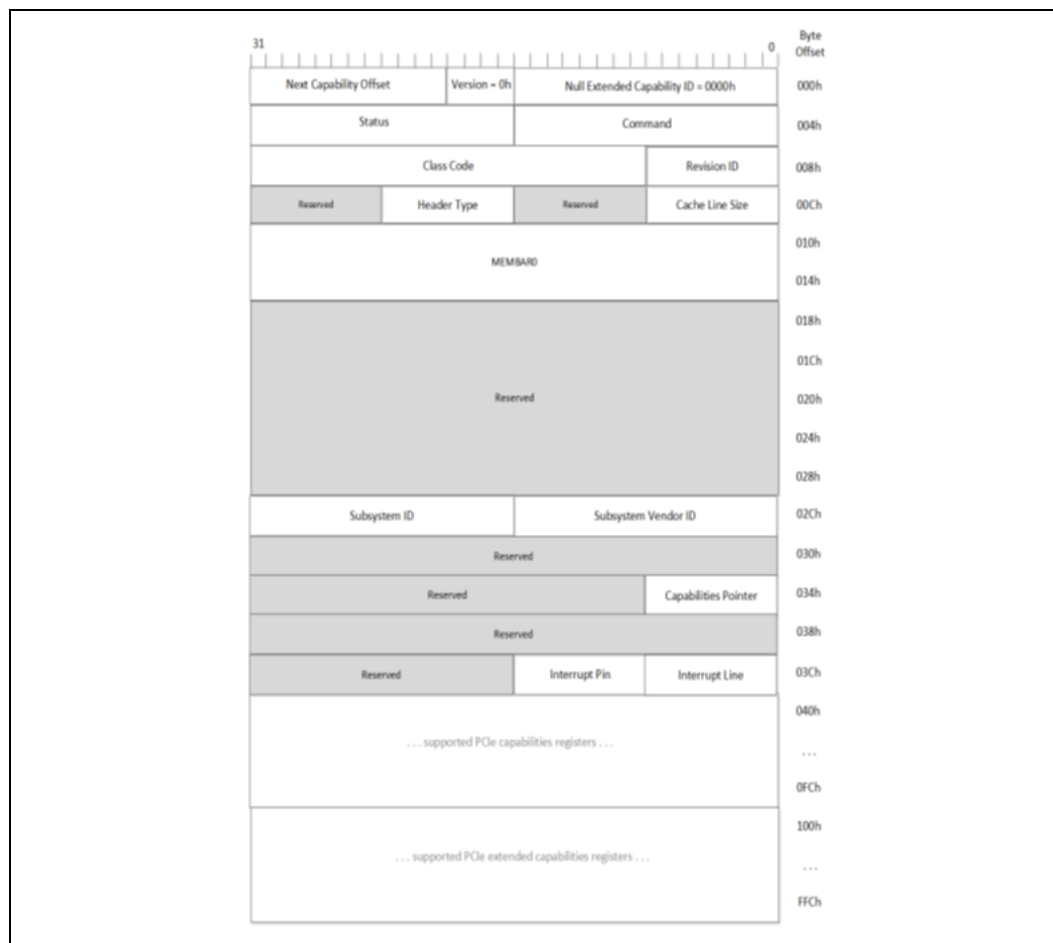 31 0 Byte
Offset
Next Capability Offset Version = 0h Null Extended Capability ID = 0000h 000h
Status Command 004h
Class Code Revision ID 008h
Reserved Header Type Reserved Cache Line Size 00Ch
010h
MEMBAR0
014h
018h
01Ch
Reserved 020h
024h
028h
Subsystem ID Subsystem Vendor ID 02Ch
Reserved 030h
Reserved Capabilities Pointer 034h
Reserved 038h
Reserved Interrupt Pin Interrupt Line 03Ch
040h
. . . supported PCIe capabilities registers . . .
. . .
0FCh
100h
. . . supported PCIe extended capabilities registers . . .
. . .
FFCh